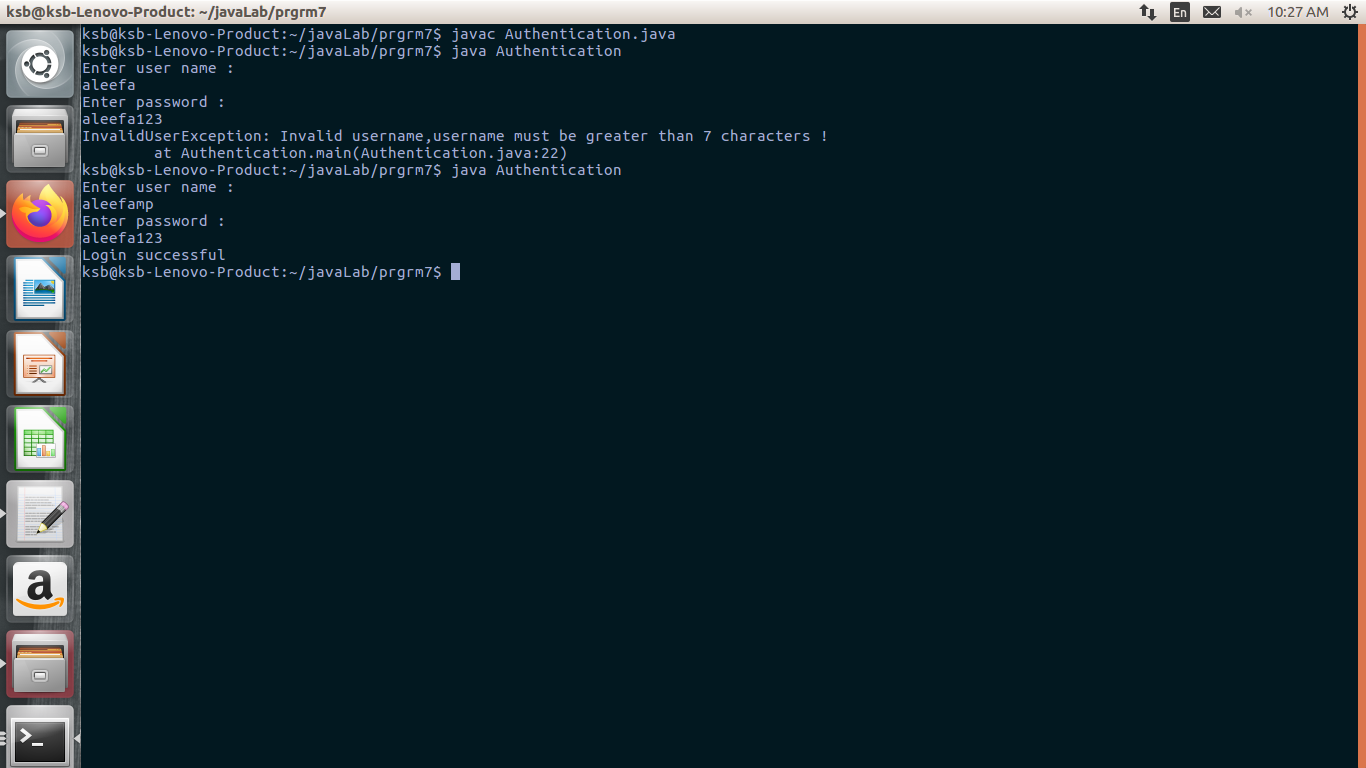 ksb@ksb-Lenovo-Product: ~/javaLab/prgrm7
En
10:27 AM
ksb@ksb-Lenovo-Product:~/javaLab/prgrm7$ javac Authentication.java
ksb@ksb-Lenovo-Product:~/javaLab/prgrm7$ java Authentication
Enter user name :
aleefa
Enter password :
aleefa123
InvalidUserException: Invalid username,username must be greater than 7 characters !
        at Authentication.main(Authentication.java:22)
ksb@ksb-Lenovo-Product:~/javaLab/prgrm7$ java Authentication
Enter user name :
aleefamp
Enter password :
aleefa123
Login successful
ksb@ksb-Lenovo-Product:~/javaLab/prgrm7$
a
>_